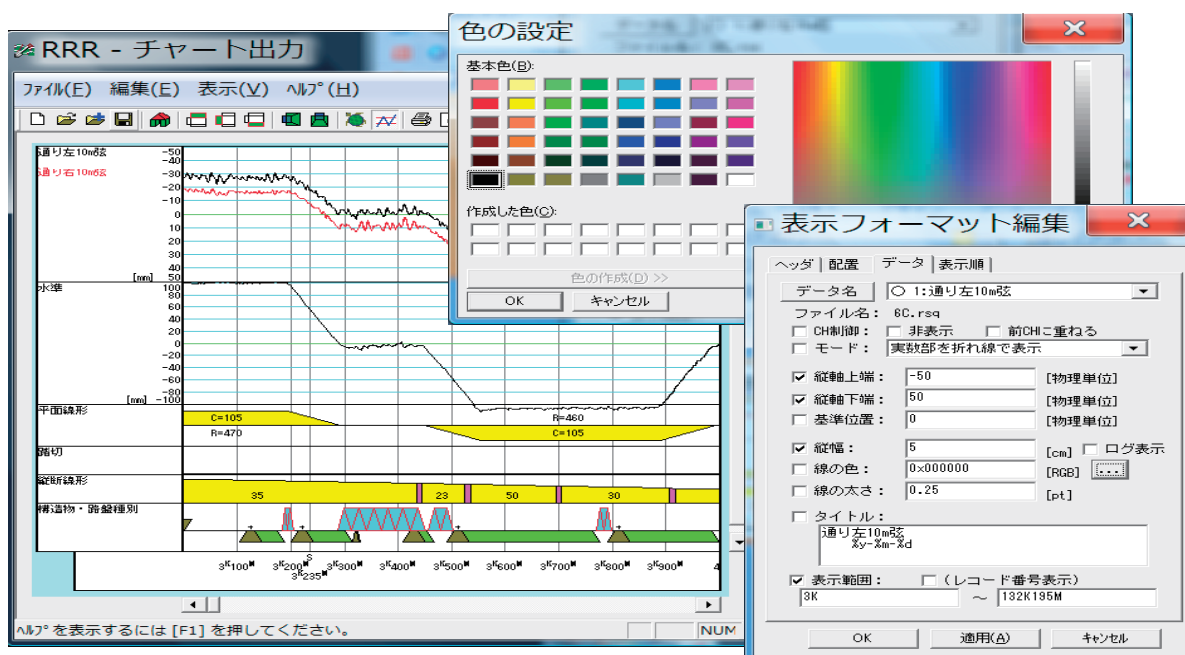 RRR - チャート出力
ﾌｧｲﾙ(F) 編集(E) 表示(V) ﾍﾙﾌﾟ(H)
通り左10m弦
通り右10m弦
-50
-40
-30
-20
-10
0
10
20
30
40
[mm] 50
水準
100
80
60
40
20
0
-20
-40
-60
-80
[mm] -100
平面線形
C=105
R=460
R=470
C=105
踏切
縦断線形
35
23
50
30
構造物・路盤種別
3K100M
3K200M
S
3K235M
3K300M
3K400M
3K500M
3K600M
3K700M
3K800M
3K900M
4
ﾍﾙﾌﾟを表示するには [F1] を押してください。
NUM
色の設定
基本色(B):
作成した色(C):
色の作成(D) >>
OK
キャンセル
表示フォーマット編集
ヘッダ 配置 データ 表示順
データ名 ○ 1:通り左10m弦
ファイル名: 6C.rsq
CH制御: 非表示 前CHに重ねる
モード: 実数部を折れ線で表示
縦軸上端: -50 [物理単位]
縦軸下端: 50 [物理単位]
基準位置: 0 [物理単位]
縦幅: 5 [cm] ログ表示
線の色: 0x000000 [RGB] ...
線の太さ: 0.25 [pt]
タイトル:
通り左10m弦
%y-%m-%d
表示範囲: (レコード番号表示)
3K ～ 132K195M
OK 適用(A) キャンセル